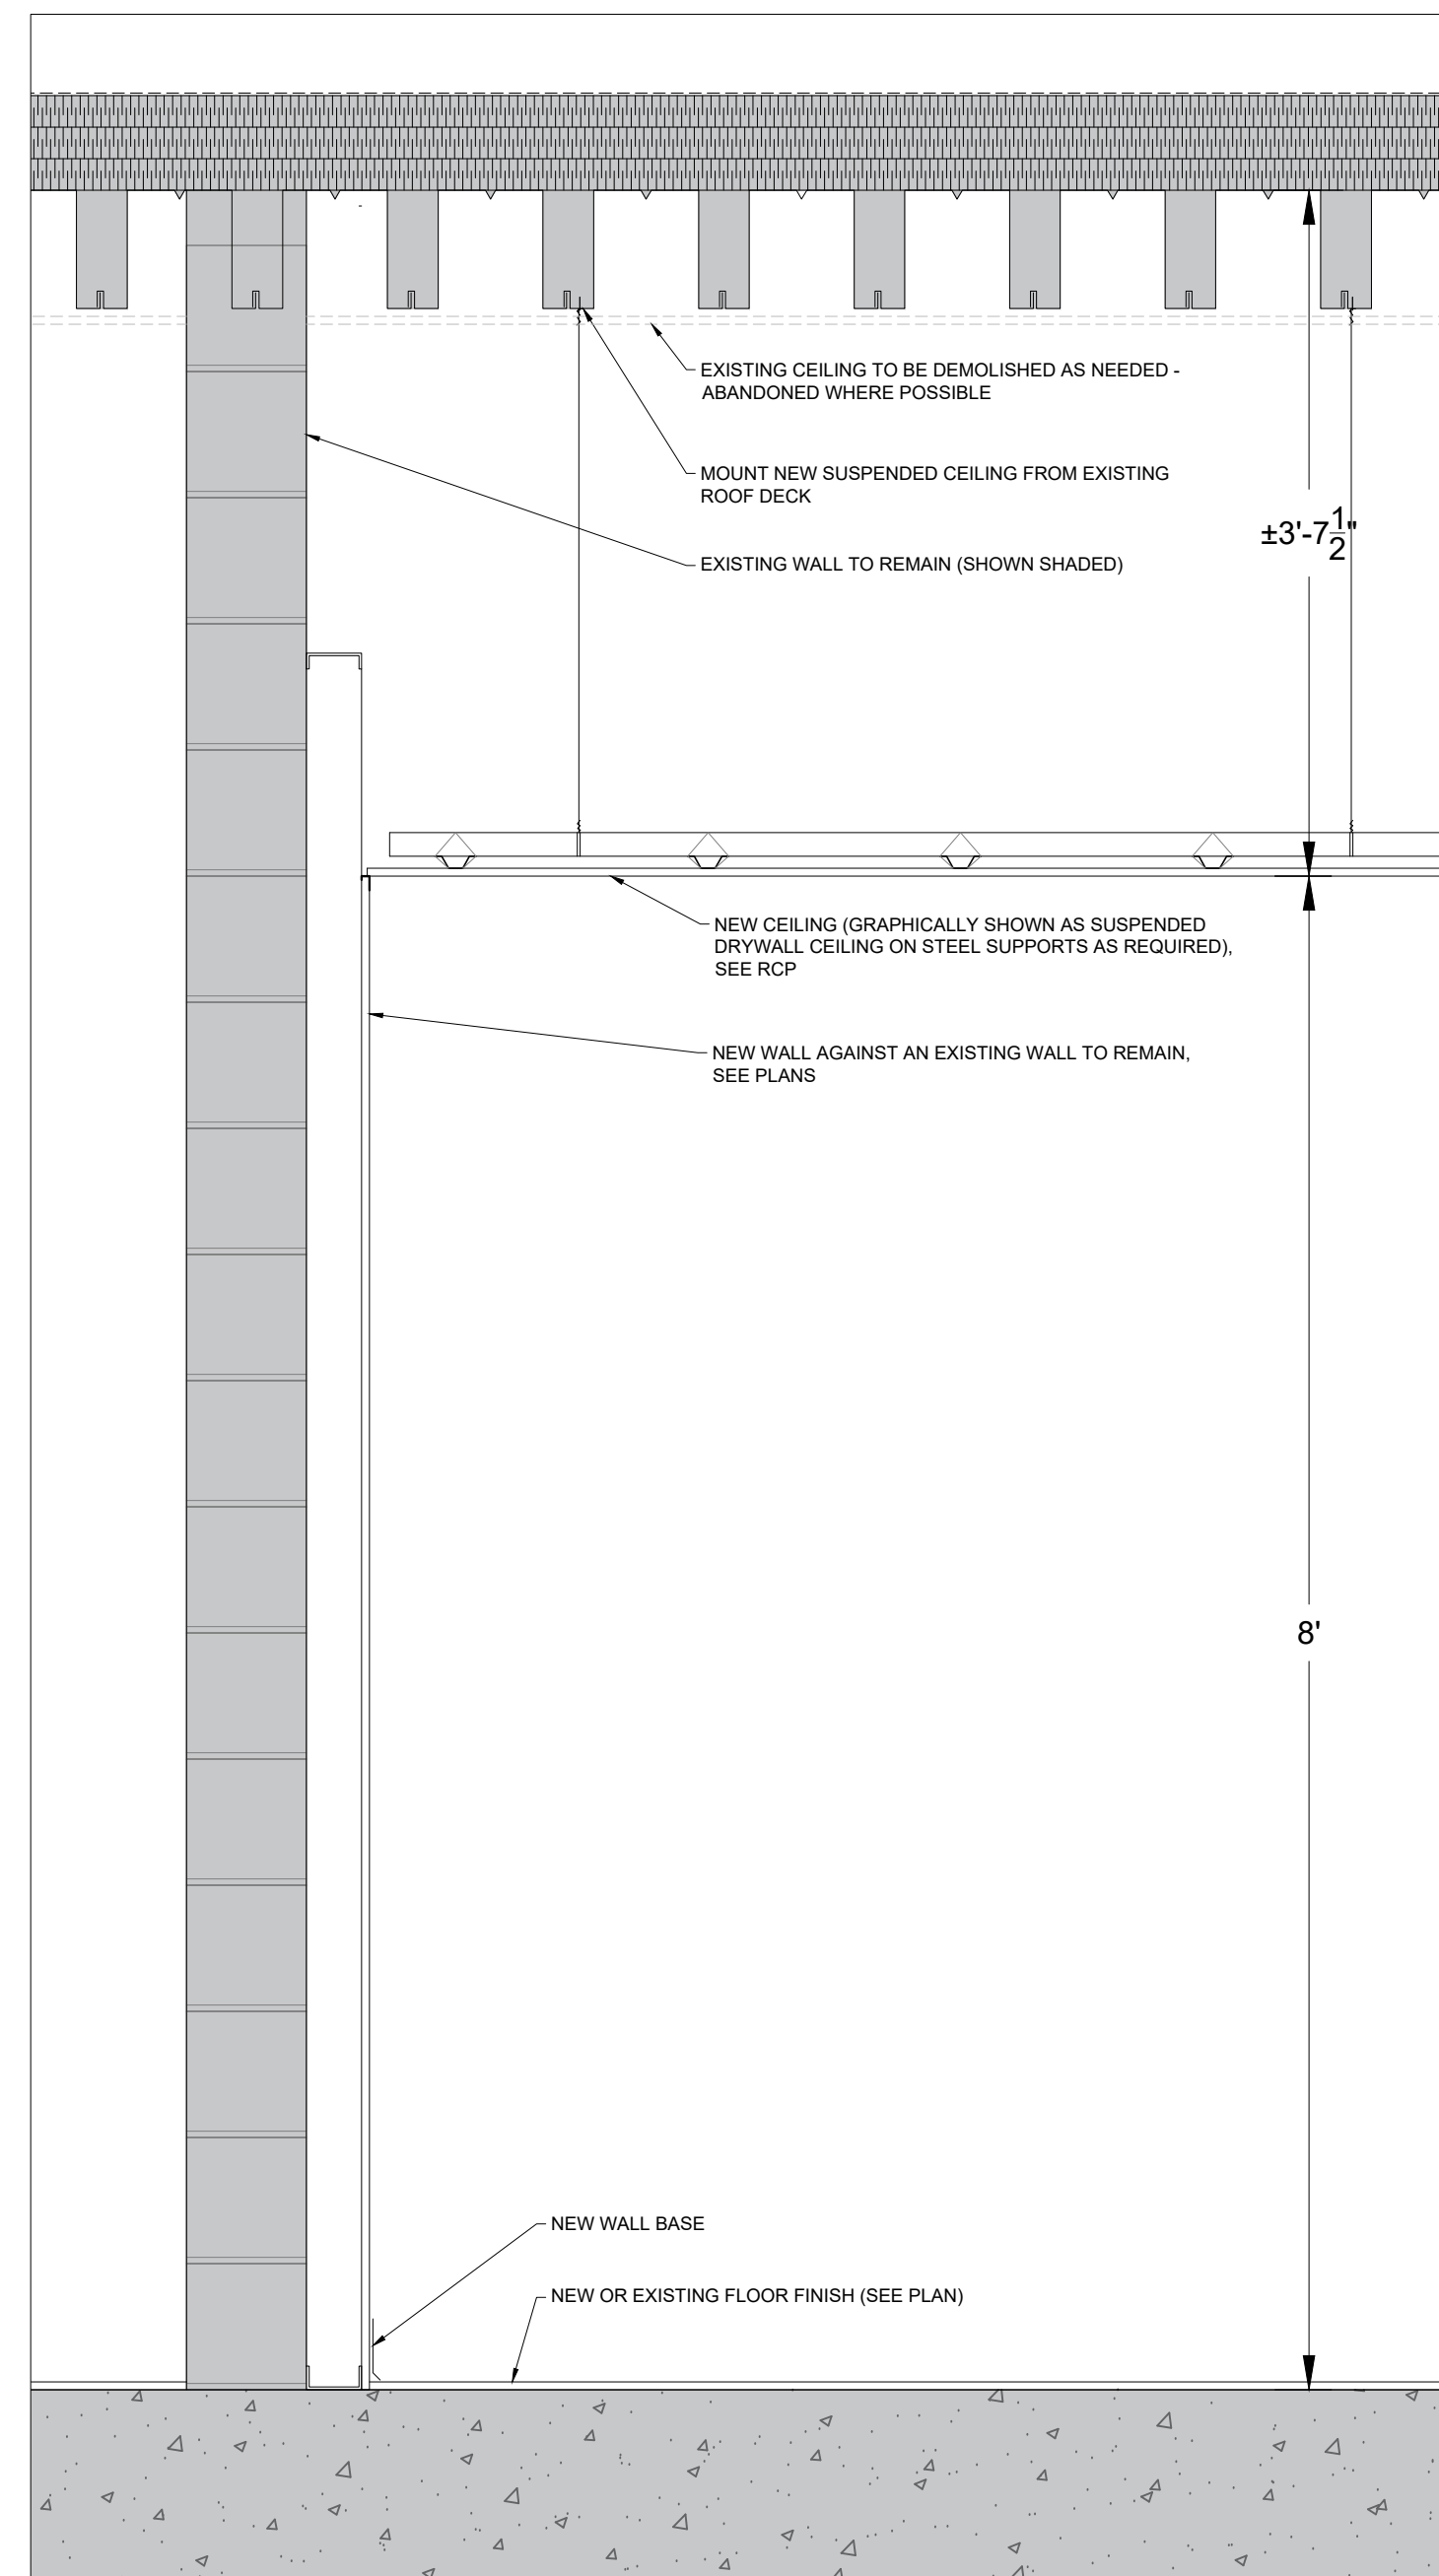 EXISTING CEILING TO BE DEMOLISHED AS NEEDED -
ABANDONED WHERE POSSIBLE
MOUNT NEW SUSPENDED CEILING FROM EXISTING
ROOF DECK
±3'-7 1/2"
EXISTING WALL TO REMAIN (SHOWN SHADED)
NEW CEILING (GRAPHICALLY SHOWN AS SUSPENDED
DRYWALL CEILING ON STEEL SUPPORTS AS REQUIRED),
SEE RCP
NEW WALL AGAINST AN EXISTING WALL TO REMAIN,
SEE PLANS
8'
NEW WALL BASE
NEW OR EXISTING FLOOR FINISH (SEE PLAN)